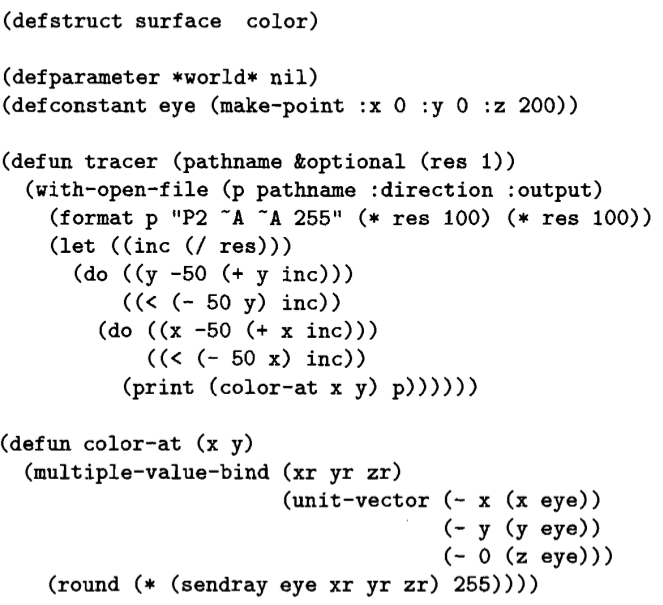 (defstruct surface  color)

(defparameter *world* nil)
(defconstant eye (make-point :x 0 :y 0 :z 200))

(defun tracer (pathname &optional (res 1))
  (with-open-file (p pathname :direction :output)
    (format p "P2 ~A ~A 255" (* res 100) (* res 100))
    (let ((inc (/ res)))
      (do ((y -50 (+ y inc)))
          ((< (- 50 y) inc))
        (do ((x -50 (+ x inc)))
            ((< (- 50 x) inc))
          (print (color-at x y) p))))))

(defun color-at (x y)
  (multiple-value-bind (xr yr zr)
                       (unit-vector (- x (x eye))
                                    (- y (y eye))
                                    (- 0 (z eye)))
    (round (* (sendray eye xr yr zr) 255))))